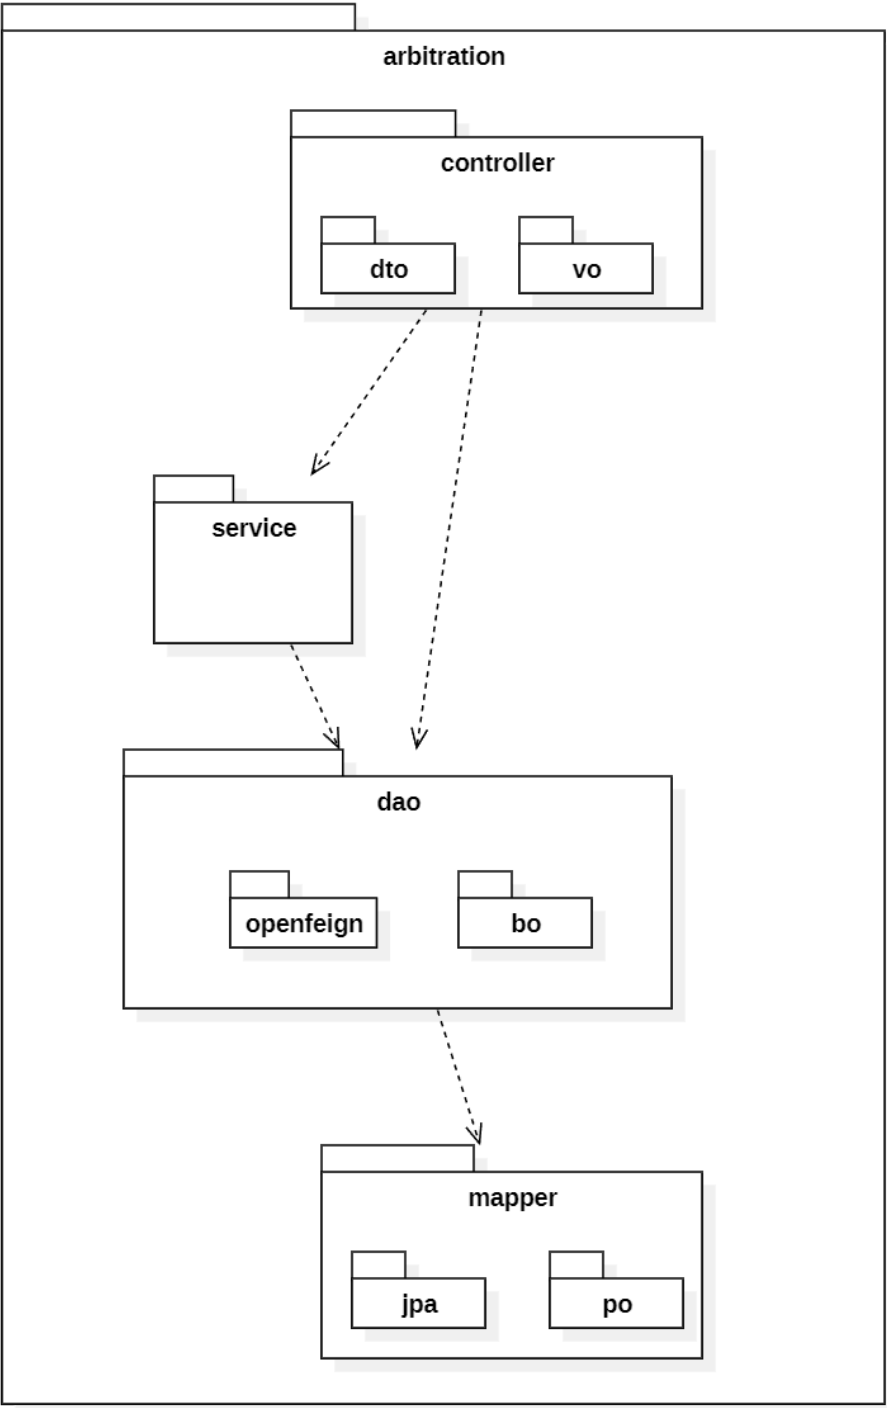 arbitration
controller
dto
vo
service
dao
openfeign
bo
mapper
jpa
po